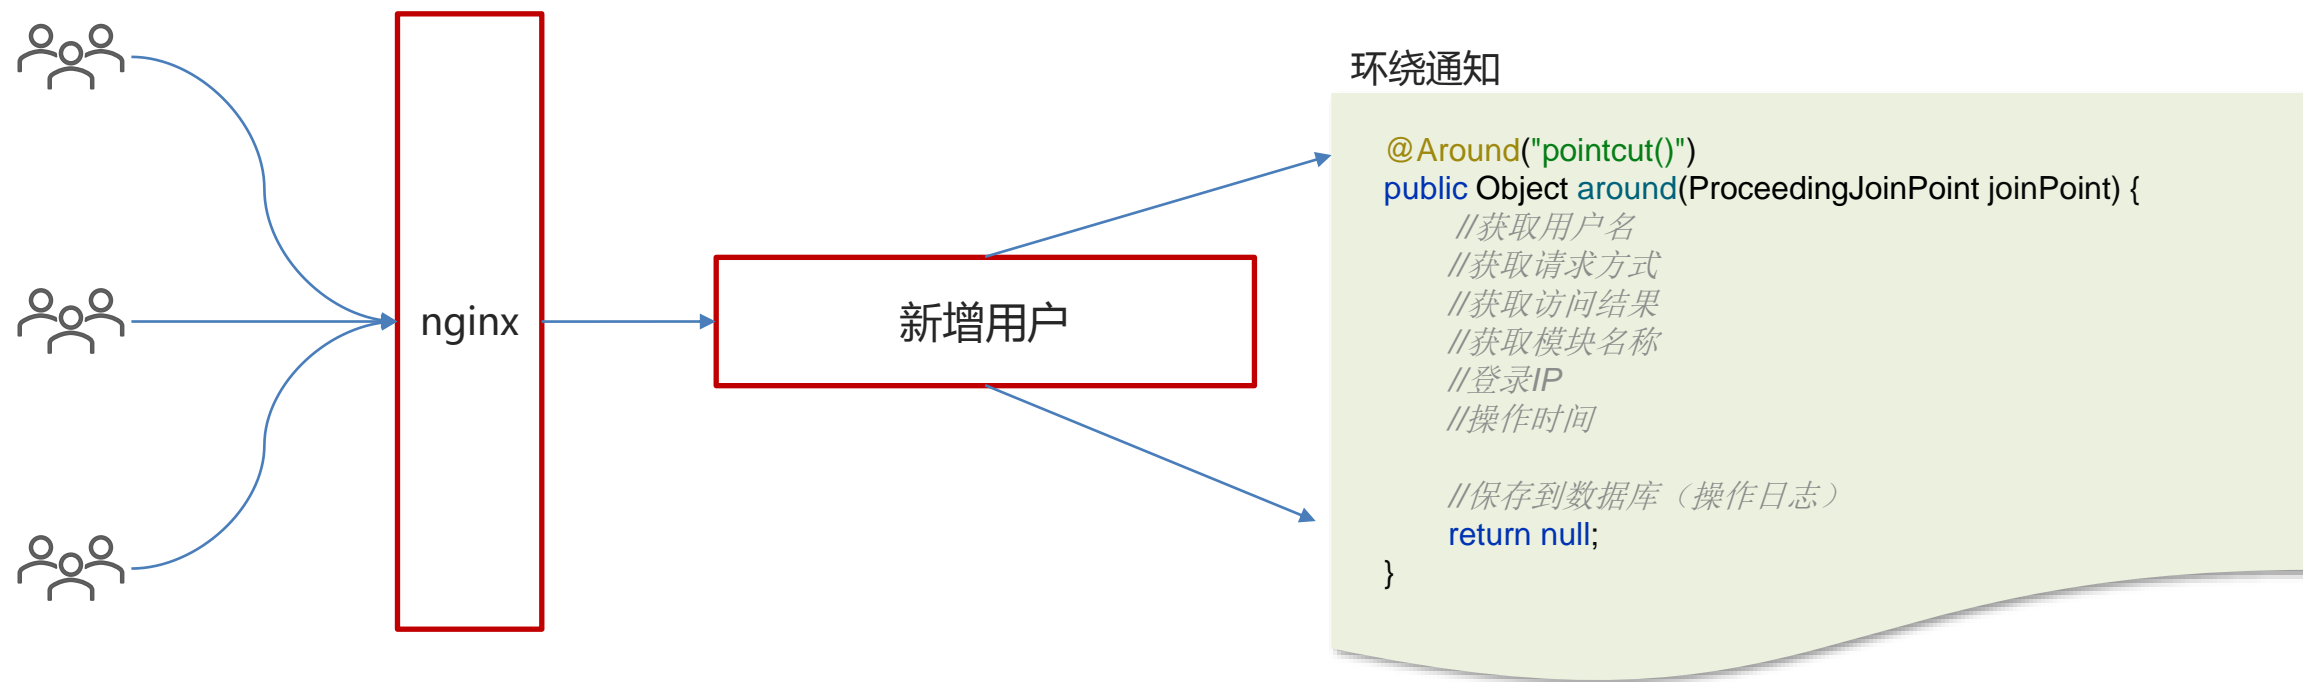 nginx
新增用户
环绕通知
@Around("pointcut()")
public Object around(ProceedingJoinPoint joinPoint) {
//获取用户名
//获取请求方式
//获取访问结果
//获取模块名称
//登录IP
//操作时间
//保存到数据库（操作日志）
return null;
}